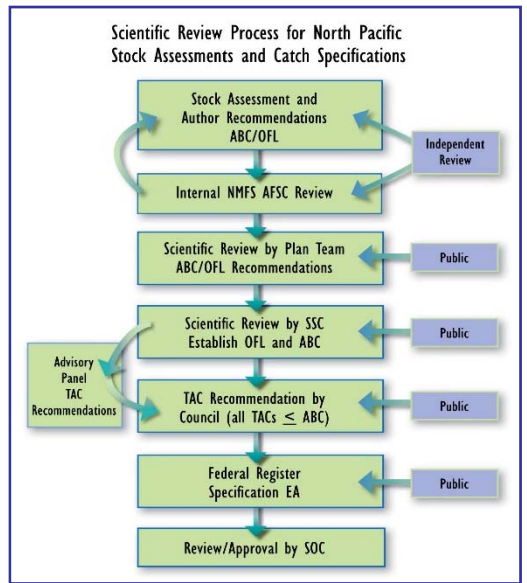 Scientific Review Process for North Pacific
Stock Assessments and Catch Specifications
Stock Assessment and
Author Recommendations
ABC/OFL
Independent
Review
Internal NMFS AFSC Review
Scientific Review by Plan Team
ABC/OFL Recommendations
Public
Scientific Review by SSC
Establish OFL and ABC
Public
Advisory
Panel
TAC
Recommendations
TAC Recommendation by
Council (all TACs ≤ ABC)
Public
Federal Register
Specification EA
Public
Review/Approval by SOC